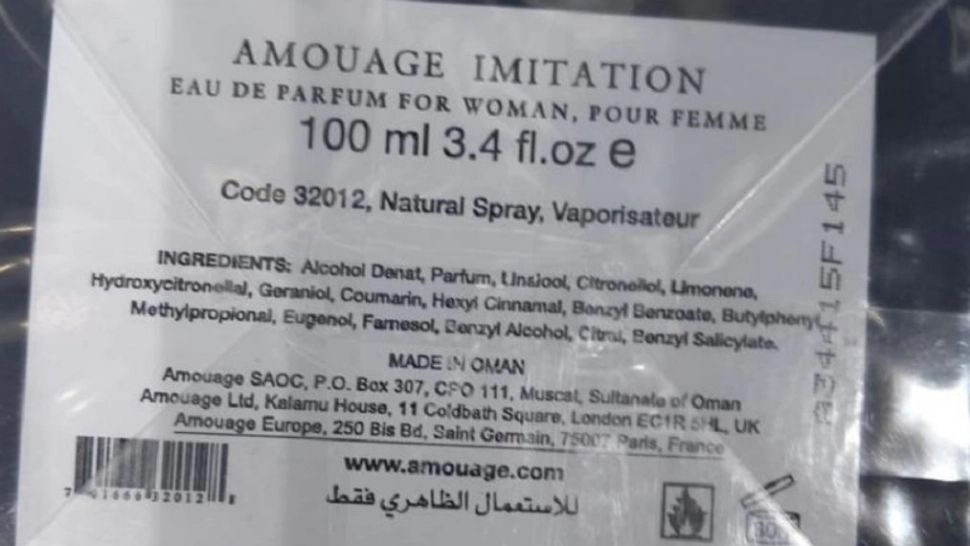 AMOUAGE IMITATION
EAU DE PARFUM FOR WOMAN, POUR FEMME
100 ml 3.4 fl.oz e
Code 32012, Natural Spray, Vaporisateur
INGREDIENTS: Alcohol Denat, Parfum, Linalool, Citronellol, Limonene,
Hydroxycitronellal, Geraniol, Coumarin, Hexyl Cinnamal, Benzyl Benzoate, Butylphenyl
Methylpropional, Eugenol, Farnesol, Benzyl Alcohol, Citral, Benzyl Salicylate.
MADE IN OMAN
Amouage SAOC, P.O. Box 307, CPO 111, Muscat, Sultanate of Oman
Amouage Ltd, Kalamu House, 11 Coldbath Square, London EC1R 5HL, UK
Amouage Europe, 250 Bis Bd, Saint Germain, 75007 Paris, France
www.amouage.com
للاستعمال الظاهري فقط